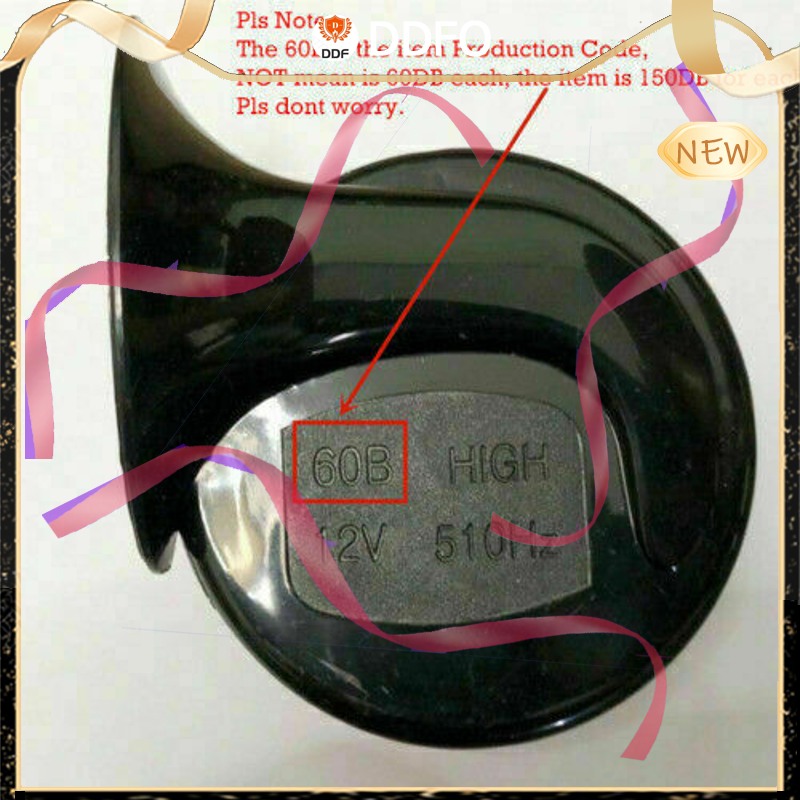 Pls Note
DDFO
DDF
The 60 the item Production Code,
NOT mean is 60DB each, the item is 150DB for each
Pls dont worry.
NEW
60B HIGH
12V 510Hz